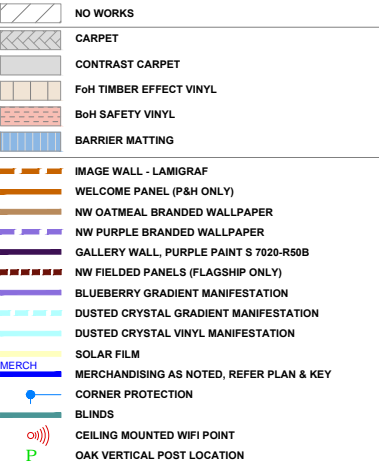 NO WORKS
CARPET
CONTRAST CARPET
FoH TIMBER EFFECT VINYL
BoH SAFETY VINYL
BARRIER MATTING
IMAGE WALL - LAMIGRAF
WELCOME PANEL (P&H ONLY)
NW OATMEAL BRANDED WALLPAPER
NW PURPLE BRANDED WALLPAPER
GALLERY WALL, PURPLE PAINT S 7020-R50B
NW FIELDED PANELS (FLAGSHIP ONLY)
BLUEBERRY GRADIENT MANIFESTATION
DUSTED CRYSTAL GRADIENT MANIFESTATION
DUSTED CRYSTAL VINYL MANIFESTATION
SOLAR FILM
MERCH
MERCHANDISING AS NOTED, REFER PLAN & KEY
CORNER PROTECTION
BLINDS
CEILING MOUNTED WIFI POINT
P OAK VERTICAL POST LOCATION